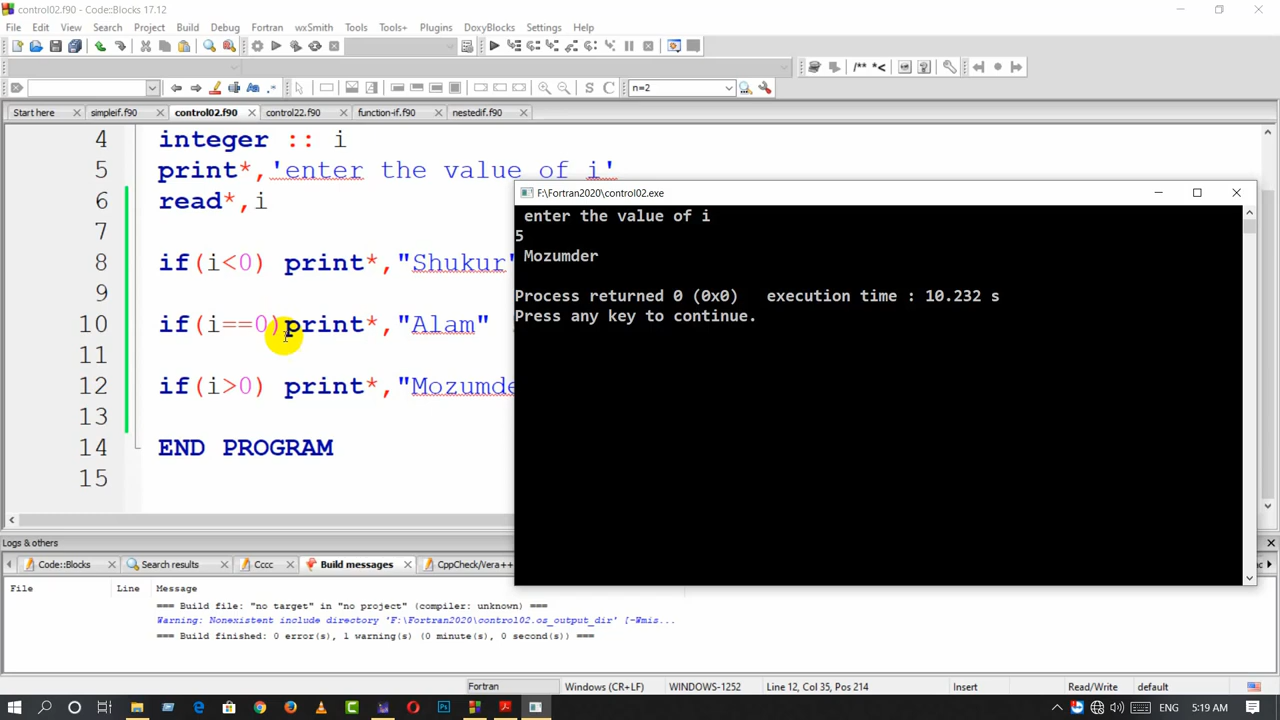 control02.f90 - Code::Blocks 17.12
File Edit View Search Project Build Debug Fortran wxSmith Tools Tools+ Plugins DoxyBlocks Settings Help
/** *<
S C n=2
Start here simpleif.f90 control02.f90 control22.f90 function-if.f90 nestedif.f90
4 integer :: i
5 print*,'enter the value of i'
6 read*,i
7
8 if(i<0) print*,"Shukur"
9
10 if(i==0)print*,"Alam"
11
12 if(i>0) print*,"Mozumde
13
14 END PROGRAM
15
F:\Fortran2020\control02.exe
enter the value of i
5
Mozumder
Process returned 0 (0x0) execution time : 10.232 s
Press any key to continue.
Logs & others
Code::Blocks Search results Cccc Build messages CppCheck/Vera++
File Line Message
=== Build file: "no target" in "no project" (compiler: unknown) ===
Warning: Nonexistent include directory 'F:\Fortran2020\control02.os_output_dir' [-Wmis...
=== Build finished: 0 error(s), 1 warning(s) (0 minute(s), 0 second(s)) ===
Fortran Windows (CR+LF) WINDOWS-1252 Line 12, Col 35, Pos 214 Insert Read/Write default
ENG 5:19 AM